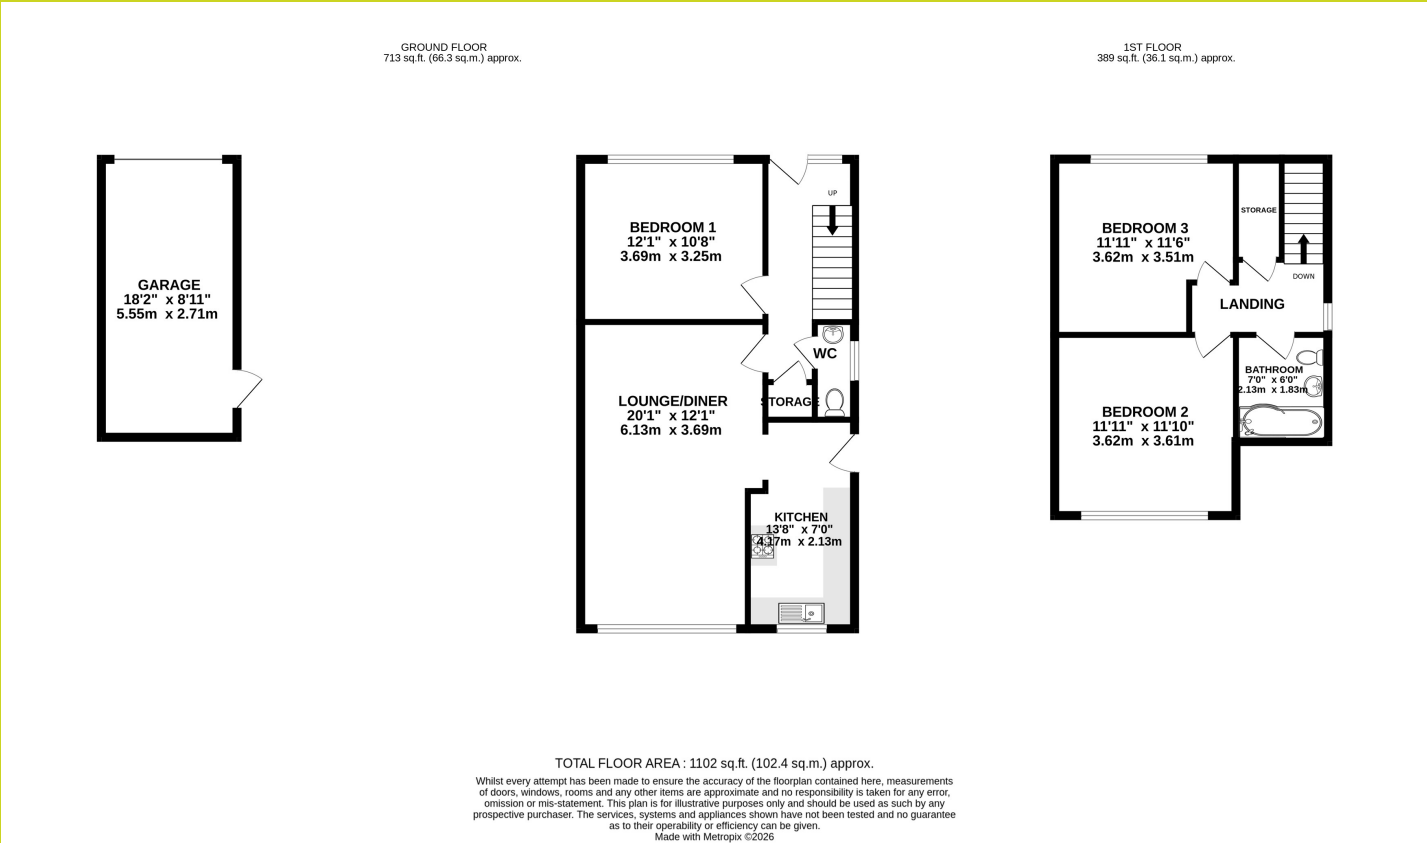 GROUND FLOOR
713 sq.ft. (66.3 sq.m.) approx.
1ST FLOOR
389 sq.ft. (36.1 sq.m.) approx.
GARAGE
18'2" x 8'11"
5.55m x 2.71m
BEDROOM 1
12'1" x 10'8"
3.69m x 3.25m
UP
WC
STORAGE
LOUNGE/DINER
20'1" x 12'1"
6.13m x 3.69m
KITCHEN
13'8" x 7'0"
4.17m x 2.13m
BEDROOM 3
11'11" x 11'6"
3.62m x 3.51m
STORAGE
DOWN
LANDING
BATHROOM
7'0" x 6'0"
2.13m x 1.83m
BEDROOM 2
11'11" x 11'10"
3.62m x 3.61m
TOTAL FLOOR AREA : 1102 sq.ft. (102.4 sq.m.) approx.
Whilst every attempt has been made to ensure the accuracy of the floorplan contained here, measurements
of doors, windows, rooms and any other items are approximate and no responsibility is taken for any error,
omission or mis-statement. This plan is for illustrative purposes only and should be used as such by any
prospective purchaser. The services, systems and appliances shown have not been tested and no guarantee
as to their operability or efficiency can be given.
Made with Metropix ©2026